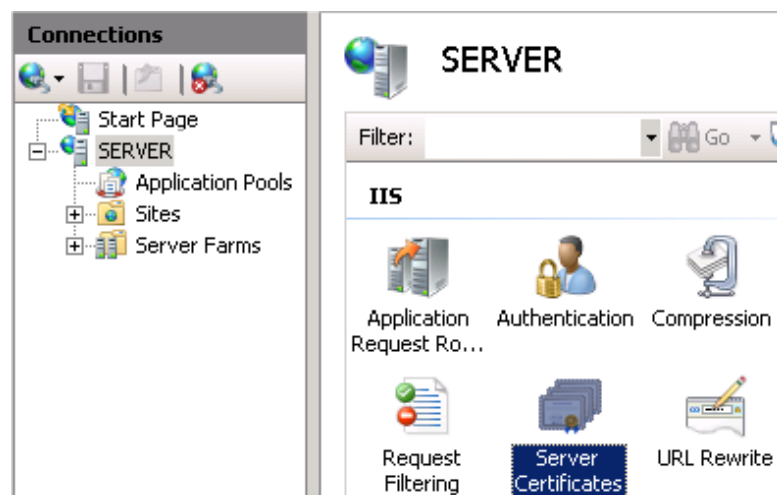 Connections
Start Page
SERVER
Application Pools
Sites
Server Farms
SERVER
Filter:
Go
IIS
Application
Request Ro...
Authentication
Compression
Request
Filtering
Server
Certificates
URL Rewrite